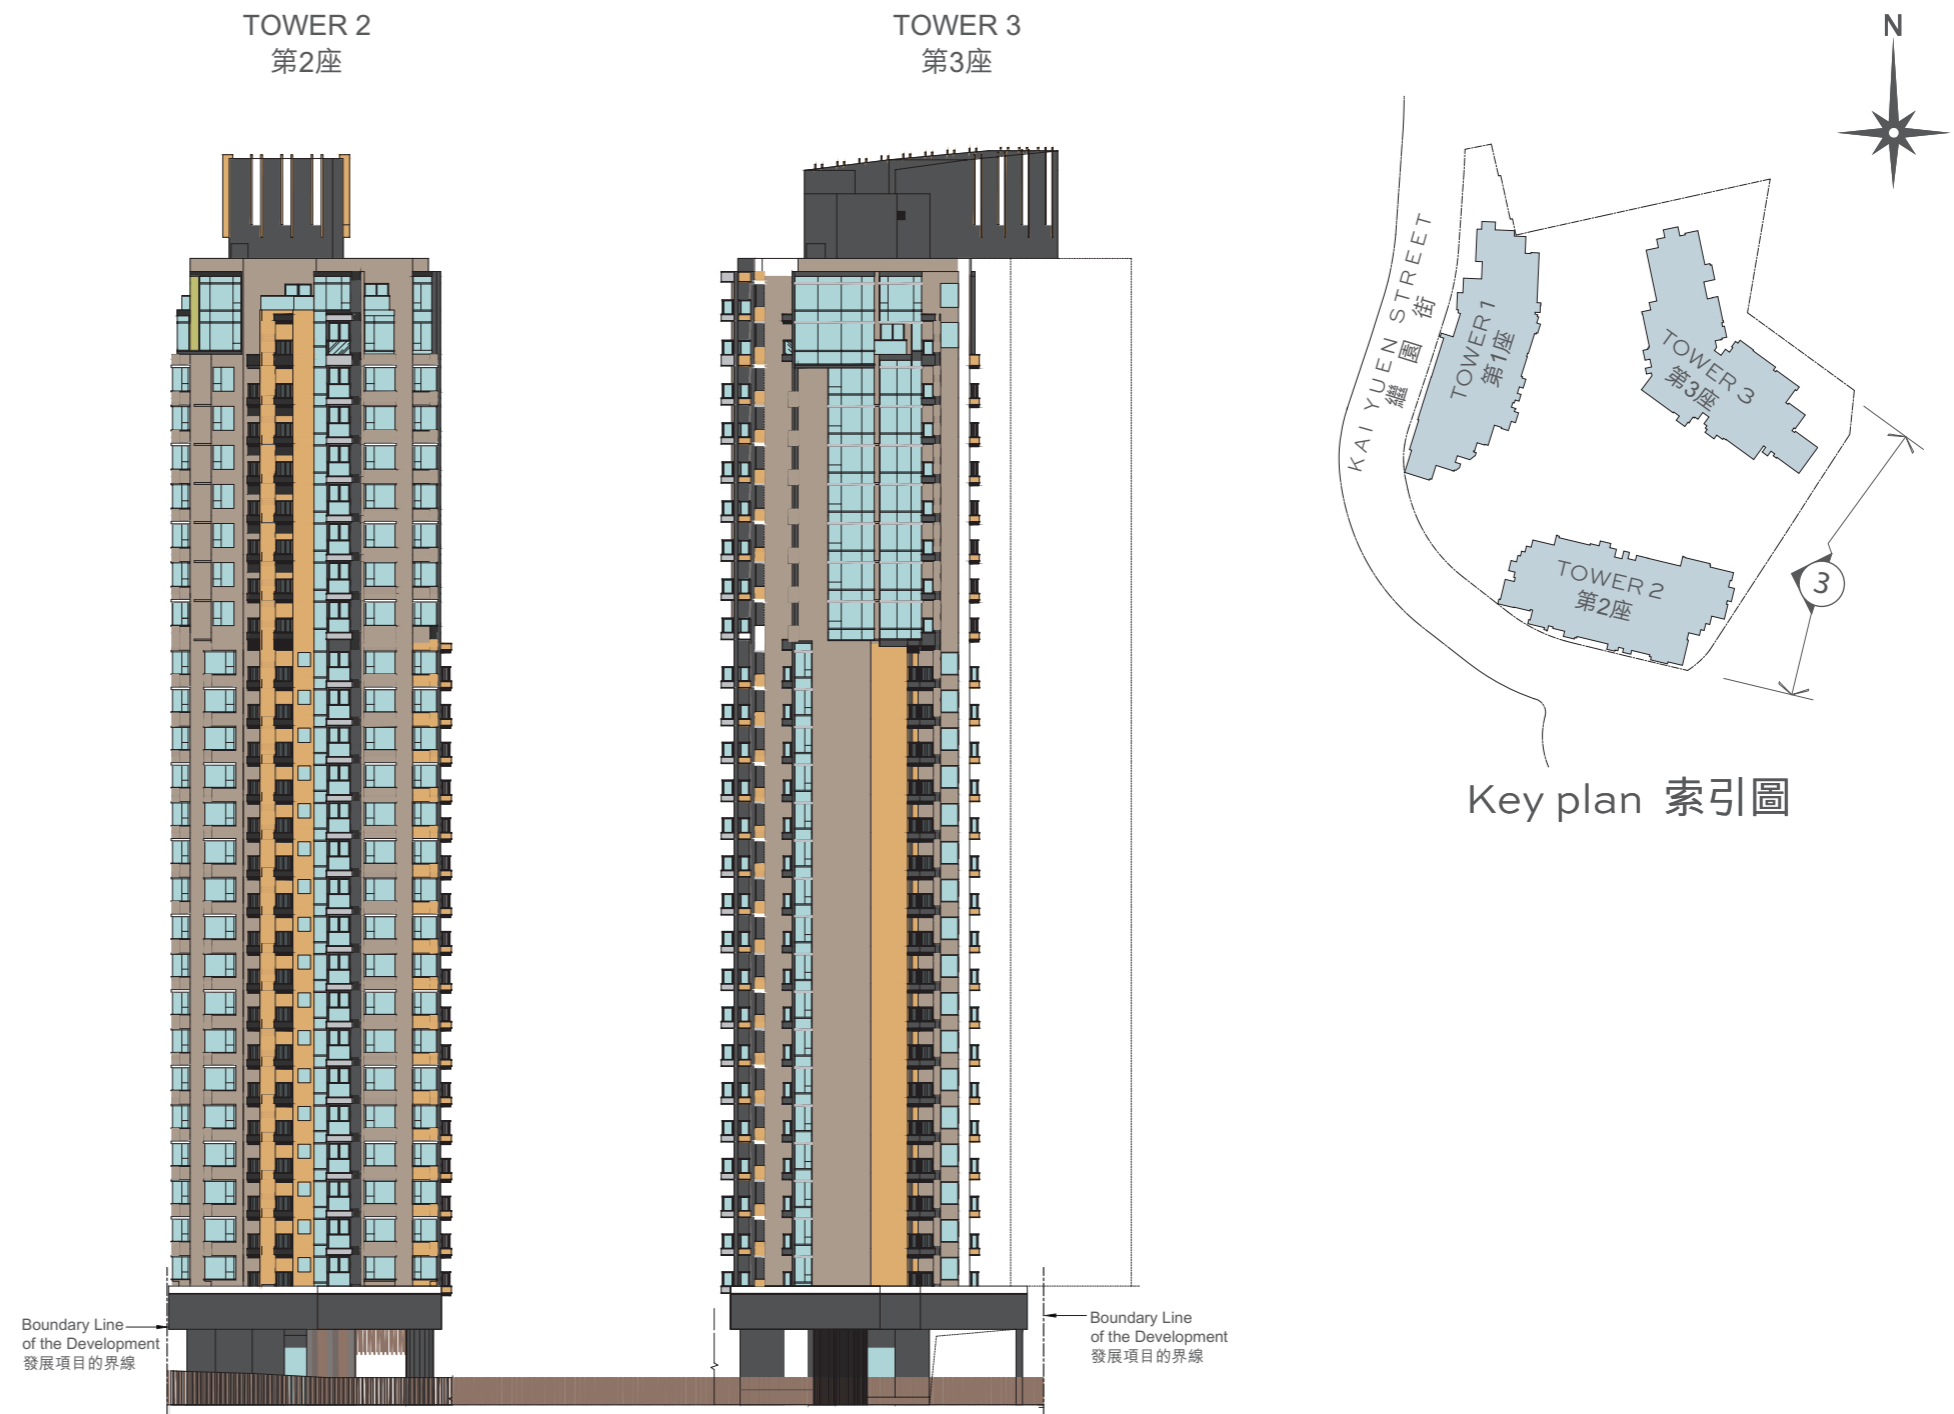 TOWER 2
第2座
TOWER 3
第3座
N
KAI YUEN STREET
繼園街
TOWER 1
第1座
TOWER 3
第3座
TOWER 2
第2座
3
Key plan 索引圖
Boundary Line
of the Development
發展項目的界線
Boundary Line
of the Development
發展項目的界線